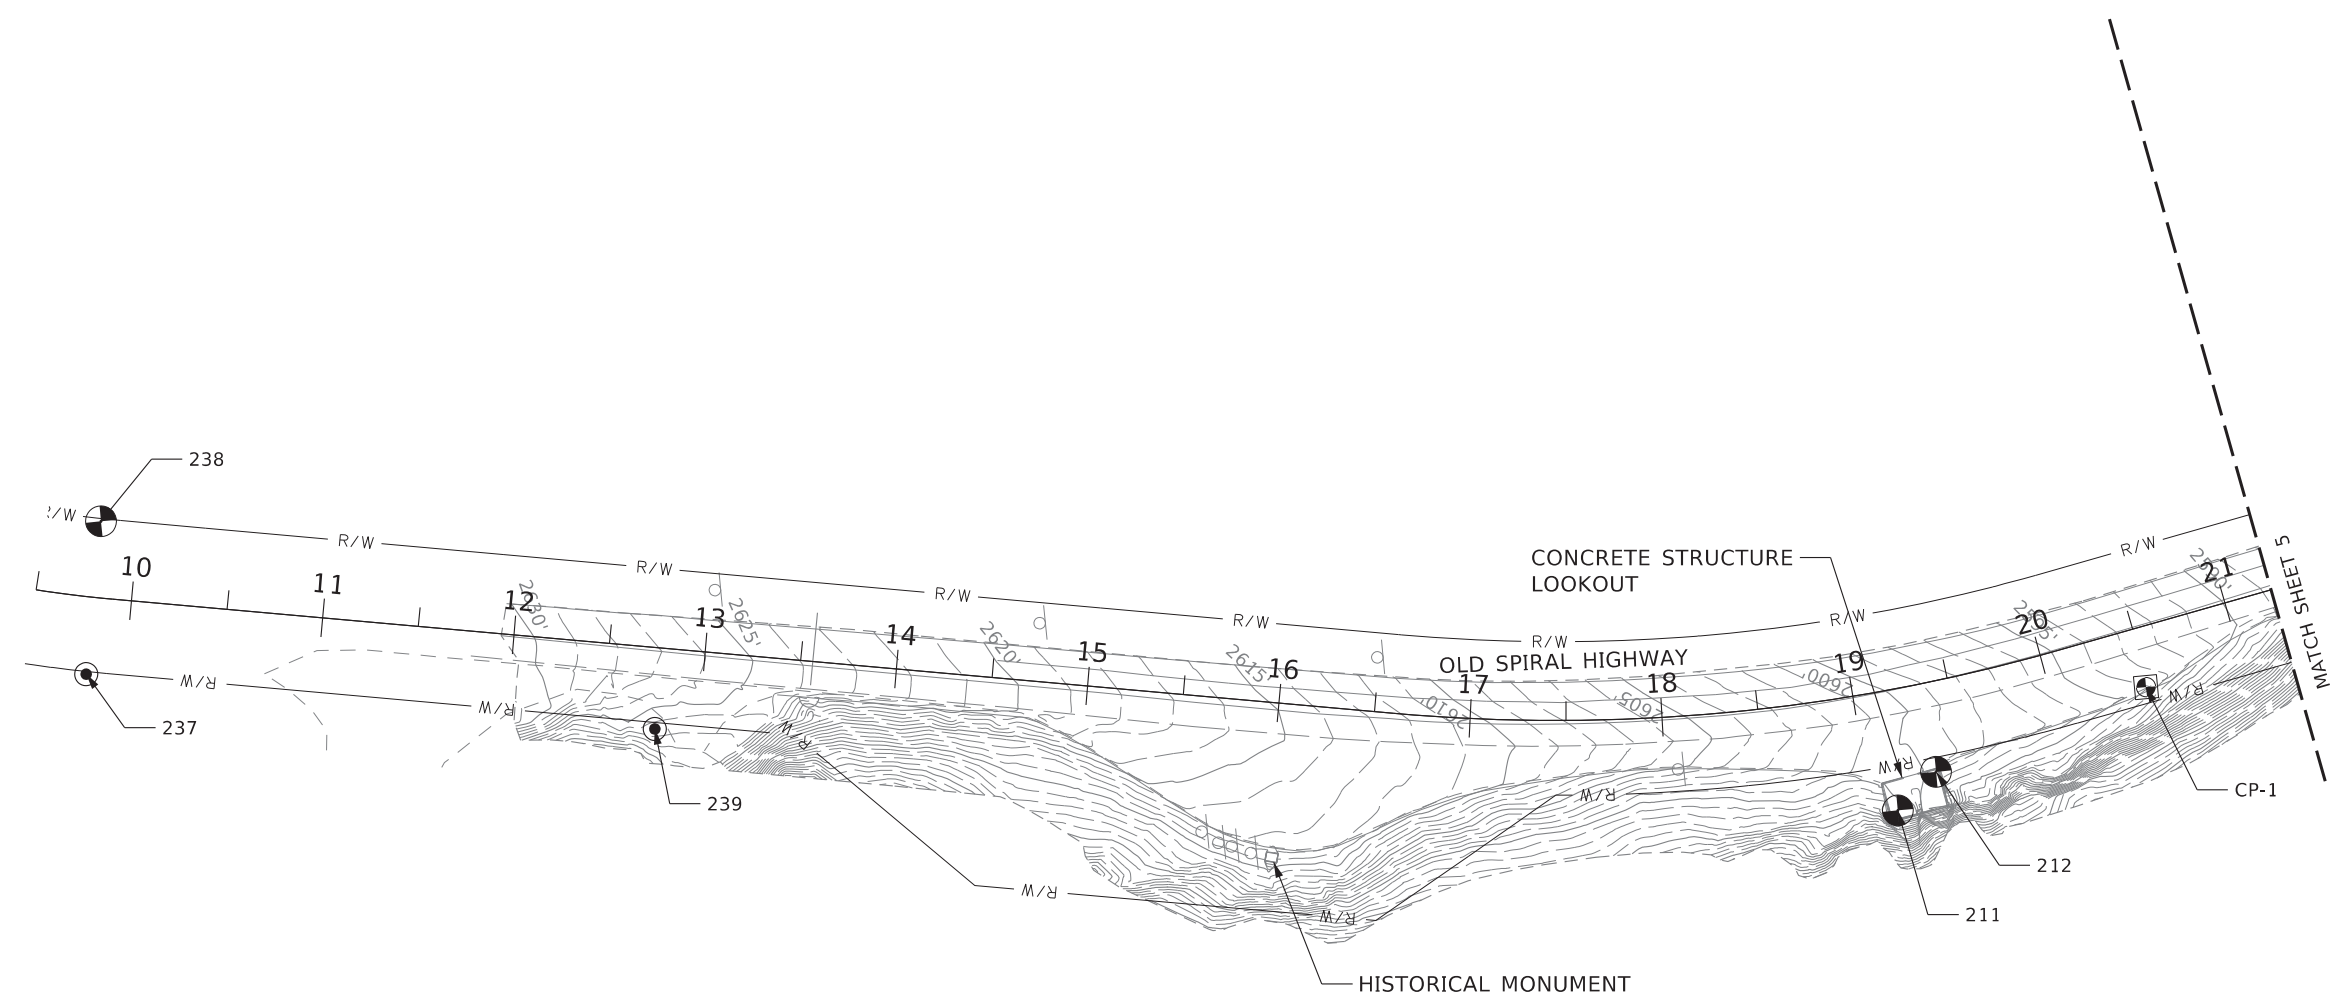 238
R/W
R/W
R/W
R/W
R/W
R/W
R/W
R/W
10
11
12
13
14
15
16
17
18
19
20
21
2630'
2625'
2620'
2615'
2610'
2605'
2600'
2590'
CONCRETE STRUCTURE
LOOKOUT
OLD SPIRAL HIGHWAY
MATCH SHEET 5
R/W
R/W
R/W
R/W
R/W
R/W
R/W
R/W
237
239
CP-1
212
211
HISTORICAL MONUMENT